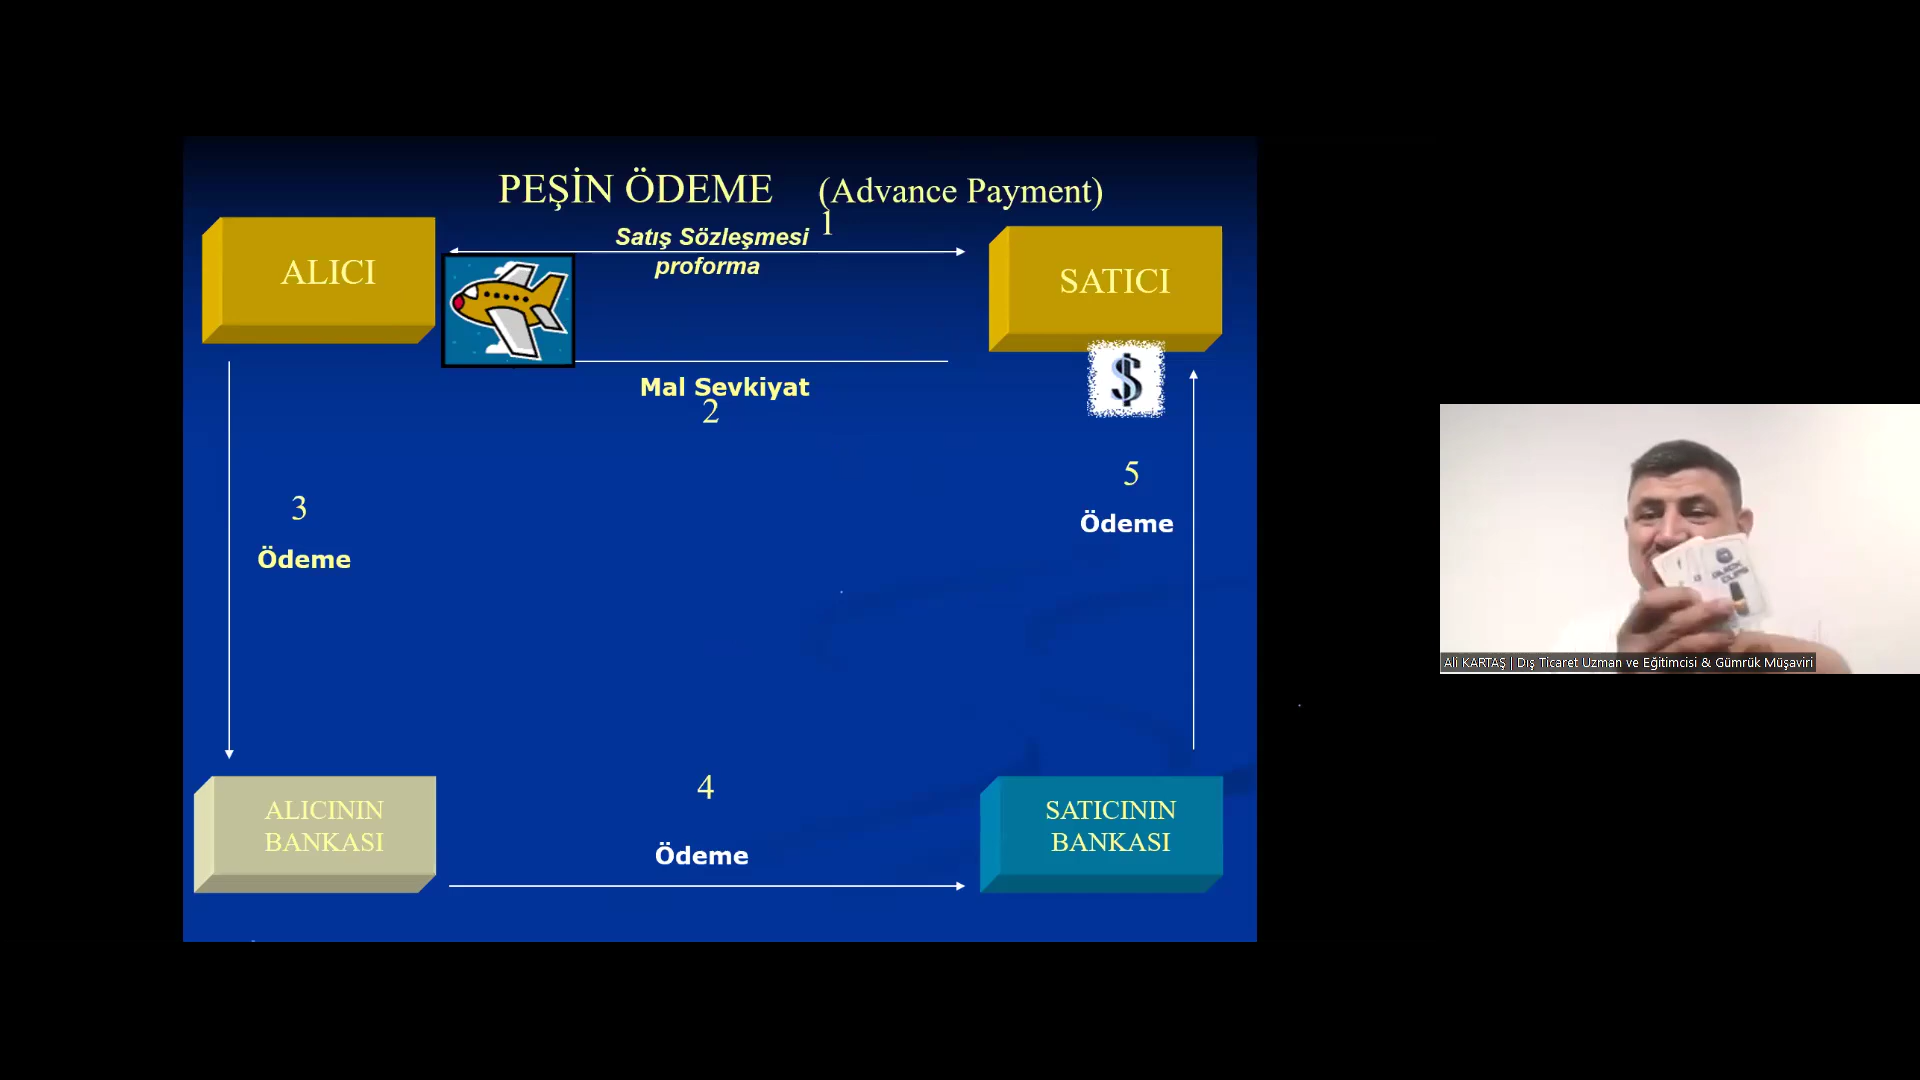 PEŞİN ÖDEME (Advance Payment)
1
Satış Sözleşmesi
proforma
ALICI
SATICI
$
Mal Sevkiyat
2
3
Ödeme
5
Ödeme
4
Ödeme
ALICININ
BANKASI
SATICININ
BANKASI
Ali KARTAŞ | Dış Ticaret Uzman ve Eğitimcisi & Gümrük Müşaviri